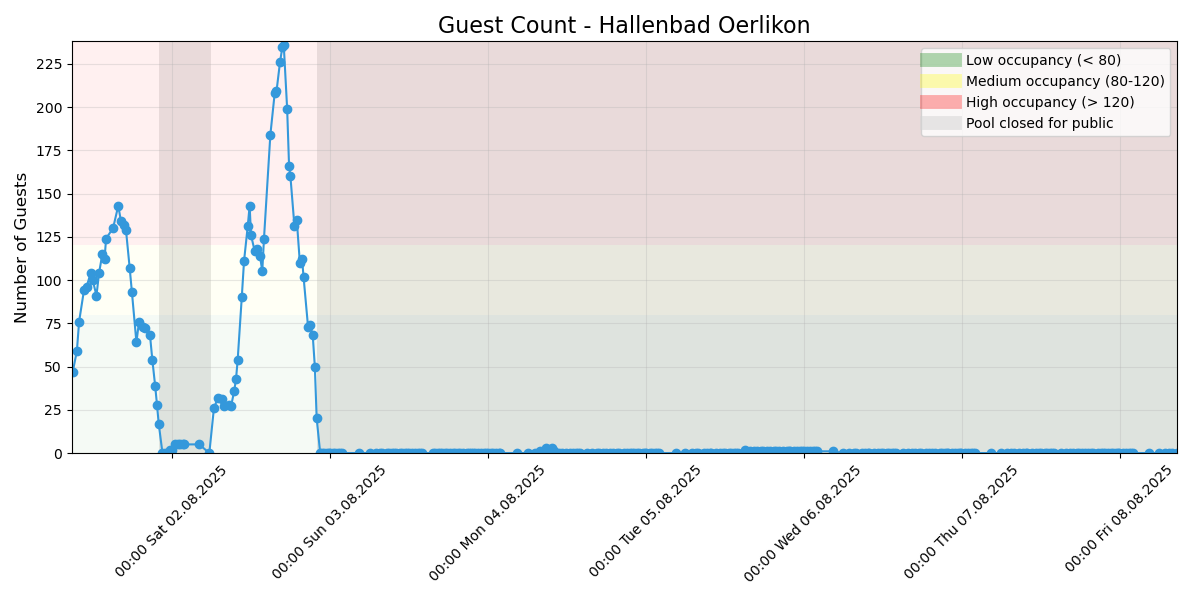 Guest Count - Hallenbad Oerlikon
Number of Guests
225
200
175
150
125
100
75
50
25
0
Low occupancy (< 80)
Medium occupancy (80-120)
High occupancy (> 120)
Pool closed for public
00:00 Sat 02.08.2025
00:00 Sun 03.08.2025
00:00 Mon 04.08.2025
00:00 Tue 05.08.2025
00:00 Wed 06.08.2025
00:00 Thu 07.08.2025
00:00 Fri 08.08.2025